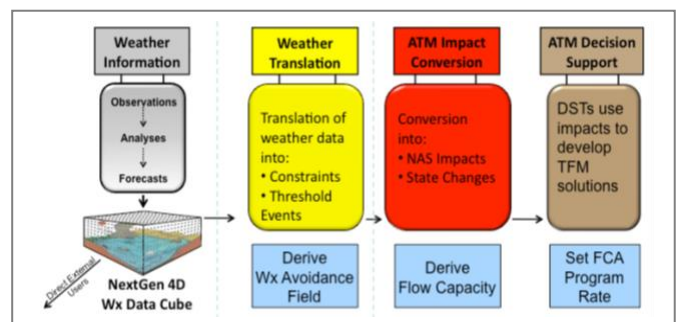 Weather
Information
Observations
Analyses
Forecasts
NextGen 4D
Wx Data Cube
Direct External
Users
Weather
Translation
Translation of
weather data
into:
• Constraints
• Threshold
Events
Derive
Wx Avoidance
Field
ATM Impact
Conversion
Conversion
into:
• NAS Impacts
• State Changes
Derive
Flow Capacity
ATM Decision
Support
DSTs use
impacts to
develop
TFM
solutions
Set FCA
Program
Rate